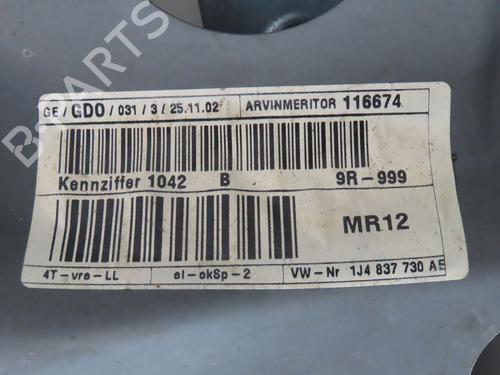 GE / GDO / 031 / 3 / 25.11.02 ARVINMERITOR 116674
Kennziffer 1042 B 9R-999
MR12
4T-vre-LL el-okSp-2 VW-Nr 1J4 837 730 AE
B-PARTS